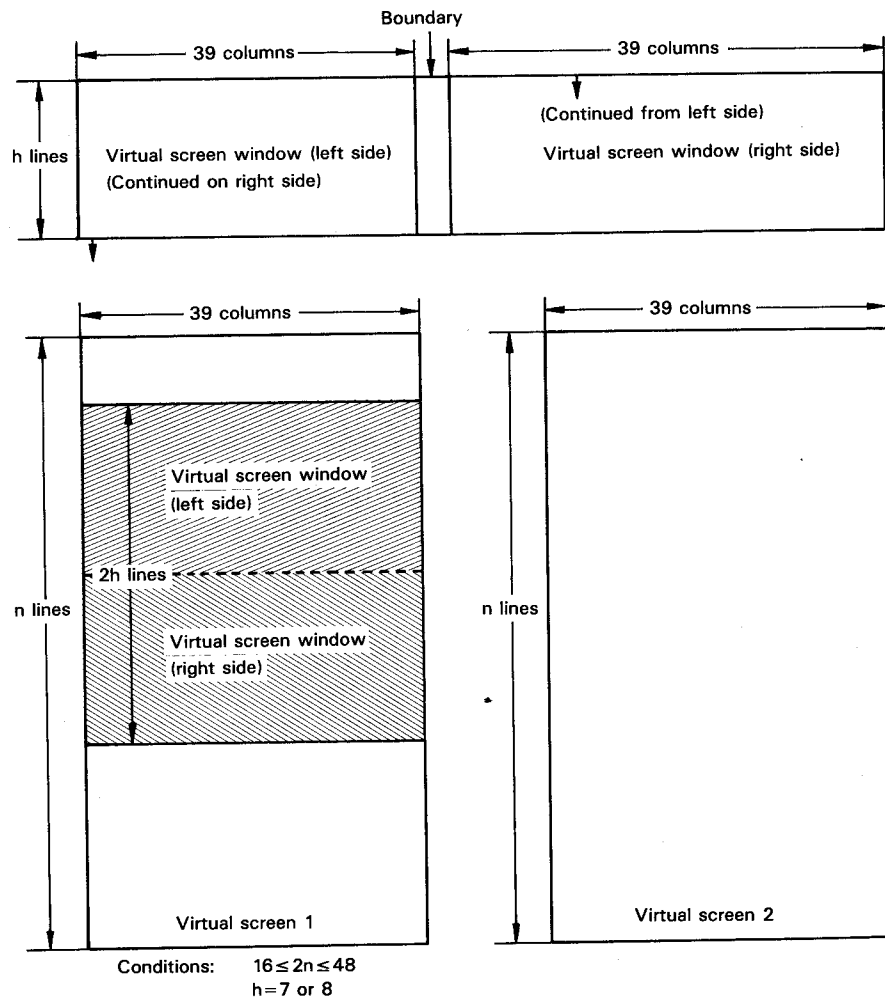 Boundary
39 columns
39 columns
h lines
Virtual screen window (left side)
(Continued on right side)
(Continued from left side)
Virtual screen window (right side)
39 columns
39 columns
Virtual screen window
(left side)
2h lines
n lines
n lines
Virtual screen window
(right side)
Virtual screen 1
Virtual screen 2
Conditions: 16≤2n≤48
h=7 or 8